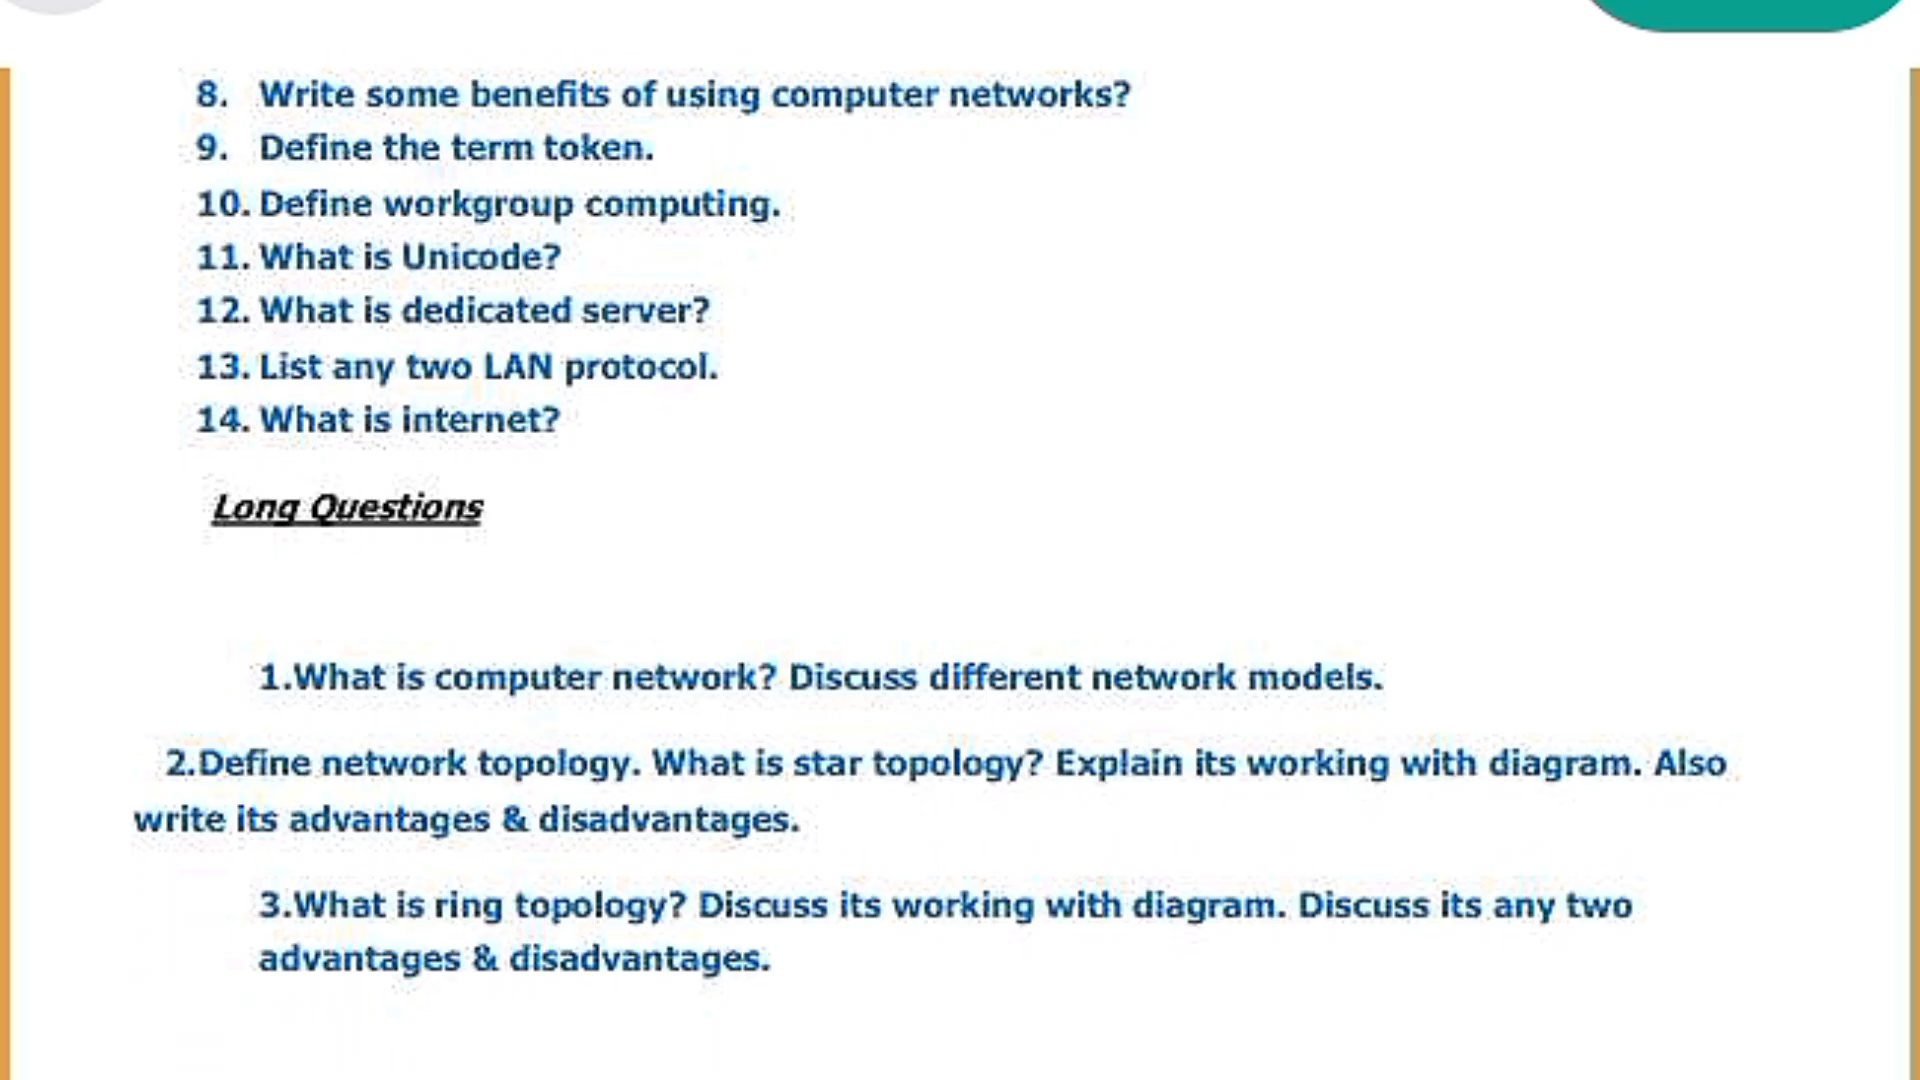 8. Write some benefits of using computer networks?
9. Define the term token.
10. Define workgroup computing.
11. What is Unicode?
12. What is dedicated server?
13. List any two LAN protocol.
14. What is internet?
Long Questions
1.What is computer network? Discuss different network models.
2.Define network topology. What is star topology? Explain its working with diagram. Also
write its advantages & disadvantages.
3.What is ring topology? Discuss its working with diagram. Discuss its any two
advantages & disadvantages.